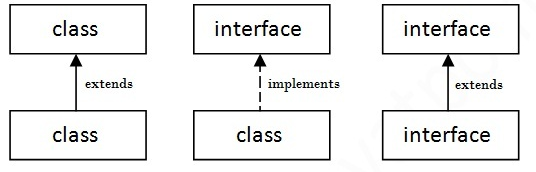 class
interface
interface
extends
implements
extends
class
class
interface